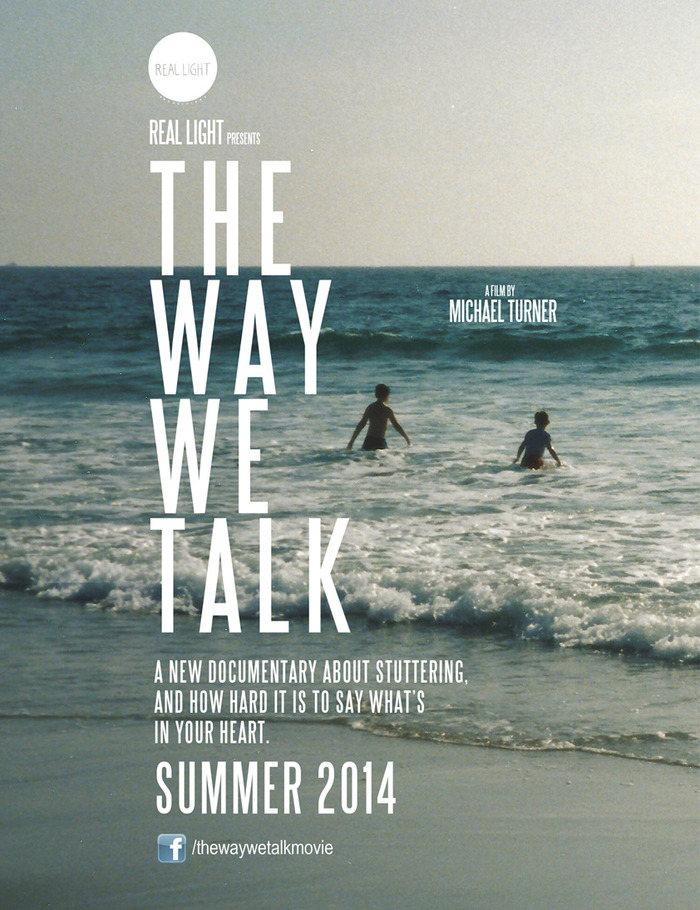 REAL LIGHT
REAL LIGHT PRESENTS
THE
WAY
WE
TALK
A FILM BY
MICHAEL TURNER
A NEW DOCUMENTARY ABOUT STUTTERING,
AND HOW HARD IT IS TO SAY WHAT'S
IN YOUR HEART.
SUMMER 2014
f /thewaywetalkmovie